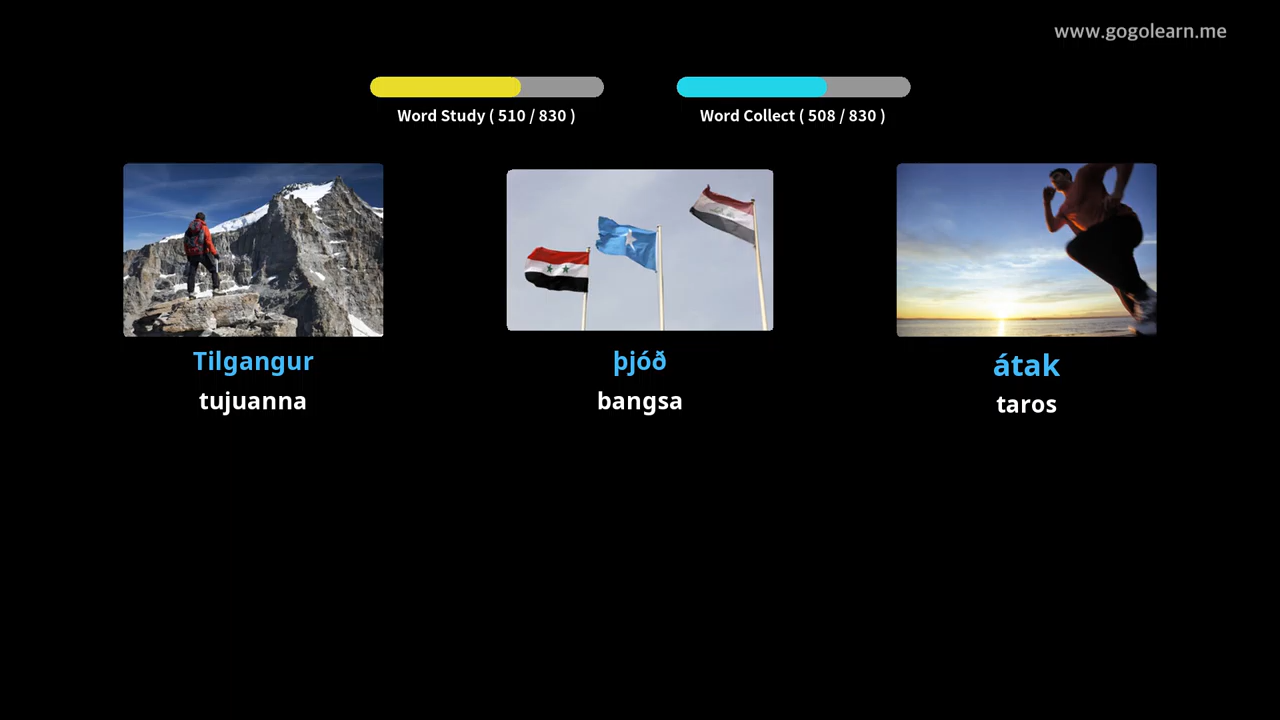 www.gogolearn.me
Word Study ( 510 / 830 )
Word Collect ( 508 / 830 )
Tilgangur
tujuanna
þjóð
bangsa
átak
taros